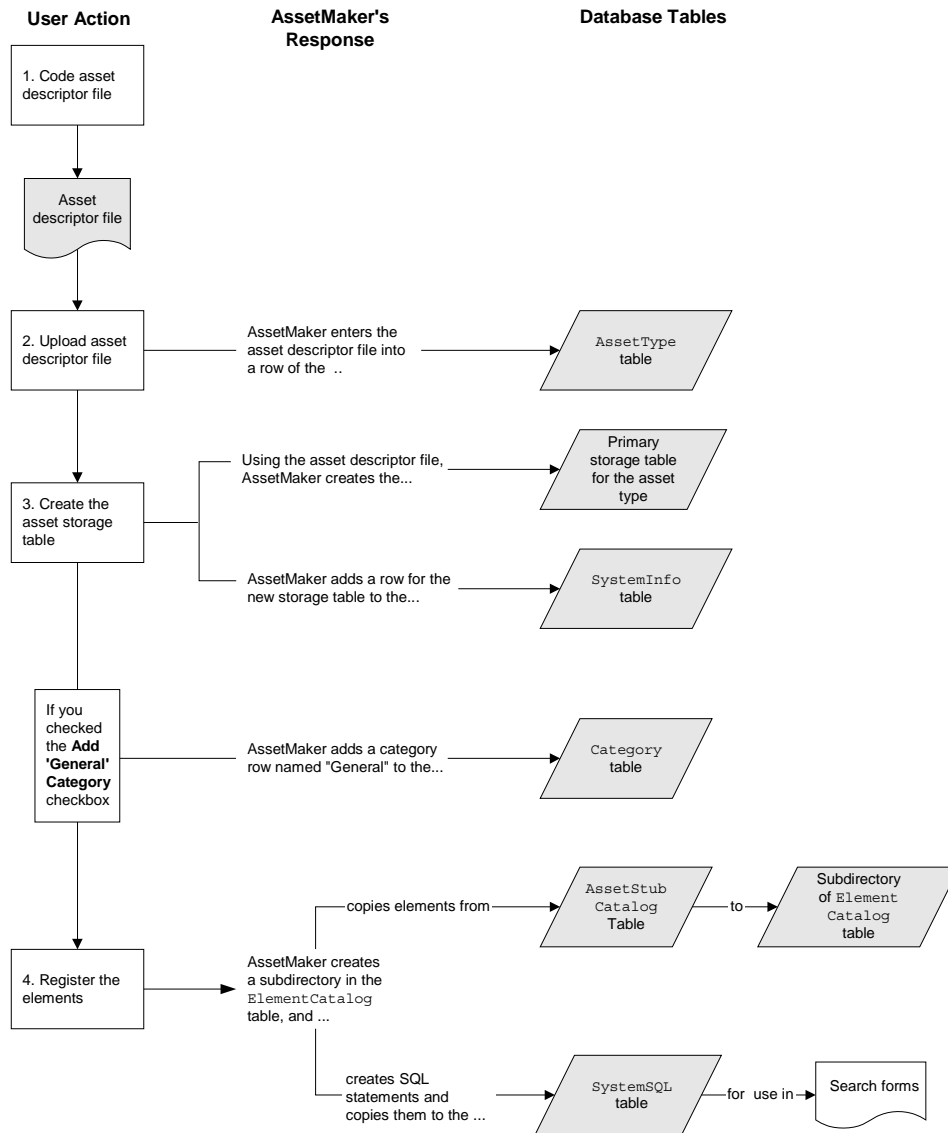 User Action
AssetMaker's
Response
Database Tables
1. Code asset
descriptor file
Asset
descriptor file
2. Upload asset
descriptor file
AssetMaker enters the
asset descriptor file into
a row of the ..
AssetType
table
3. Create the
asset storage
table
Using the asset descriptor file,
AssetMaker creates the...
Primary
storage table
for the asset
type
AssetMaker adds a row for the
new storage table to the...
SystemInfo
table
If you
checked
the Add
'General'
Category
checkbox
AssetMaker adds a category
row named "General" to the...
Category
table
4. Register the
elements
AssetMaker creates
a subdirectory in the
ElementCatalog
table, and ...
copies elements from
AssetStub
Catalog
Table
to
Subdirectory
of Element
Catalog
table
creates SQL
statements and
copies them to the ...
SystemSQL
table
for use in
Search forms